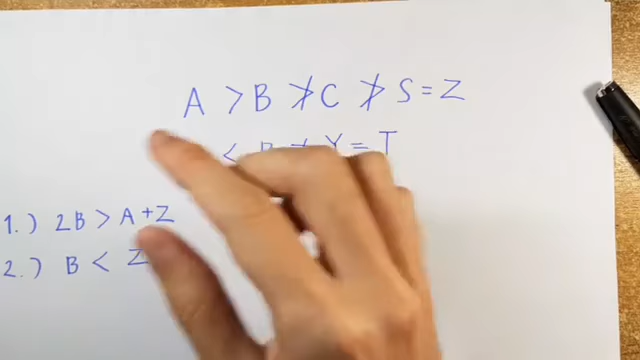 A > B ≯ C ≯ S = Z
< = T
1.) 2B > A + Z
2.) B < Z